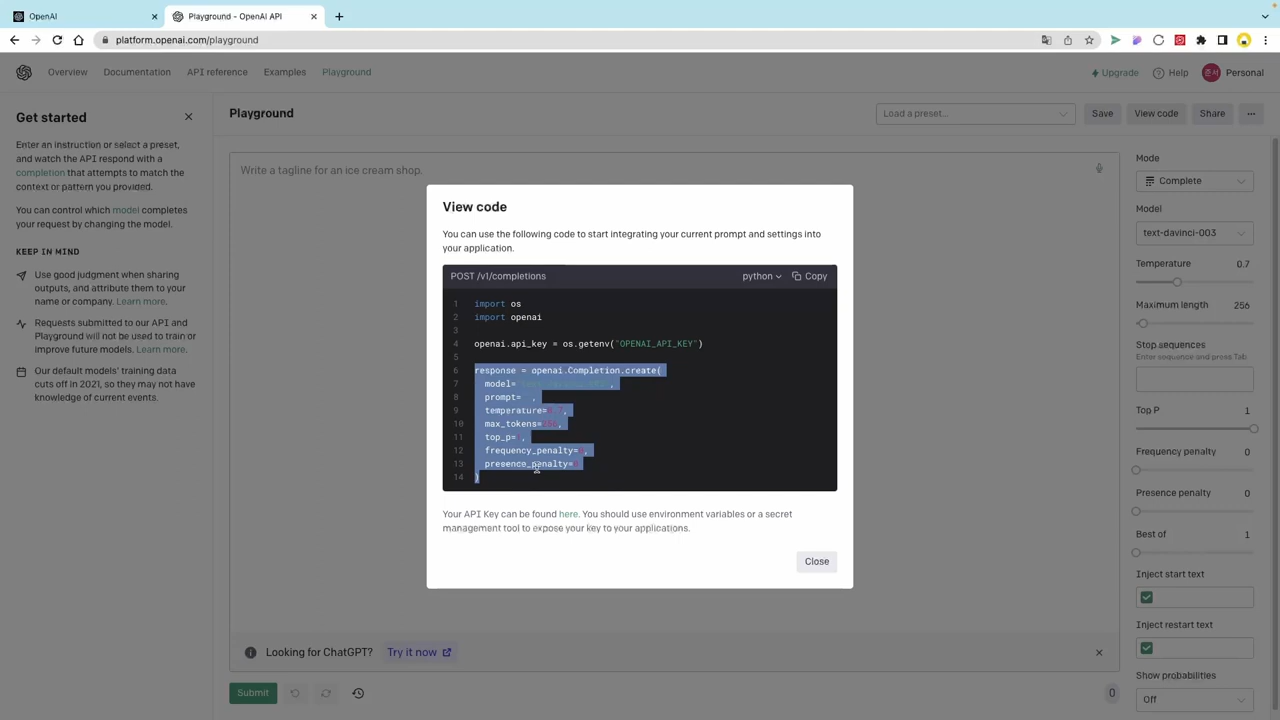 OpenAI
Playground - OpenAI API
platform.openai.com/playground
Overview
Documentation
API reference
Examples
Playground
Upgrade
Help
준서
Personal
Get started
Enter an instruction or select a preset,
and watch the API respond with a
completion that attempts to match the
context or pattern you provided.
You can control which model completes
your request by changing the model.
KEEP IN MIND
Use good judgment when sharing
outputs, and attribute them to your
name or company. Learn more.
Requests submitted to our API and
Playground will not be used to train or
improve future models. Learn more.
Our default models' training data
cuts off in 2021, so they may not have
knowledge of current events.
Playground
Load a preset...
Save
View code
Share
Write a tagline for an ice cream shop.
View code
You can use the following code to start integrating your current prompt and settings into
your application.
POST /v1/completions
python
Copy
1 import os
2 import openai
3
4 openai.api_key = os.getenv("OPENAI_API_KEY")
5
6 response = openai.Completion.create(
7 model="text-davinci-003",
8 prompt="",
9 temperature=0.7,
10 max_tokens=256,
11 top_p=1,
12 frequency_penalty=0,
13 presence_penalty=0
14 )
Your API Key can be found here. You should use environment variables or a secret
management tool to expose your key to your applications.
Close
Looking for ChatGPT? Try it now
Submit
0
Mode
Complete
Model
text-davinci-003
Temperature 0.7
Maximum length 256
Stop sequences
Enter sequence and press Tab
Top P 1
Frequency penalty 0
Presence penalty 0
Best of 1
Inject start text
Inject restart text
Show probabilities
Off